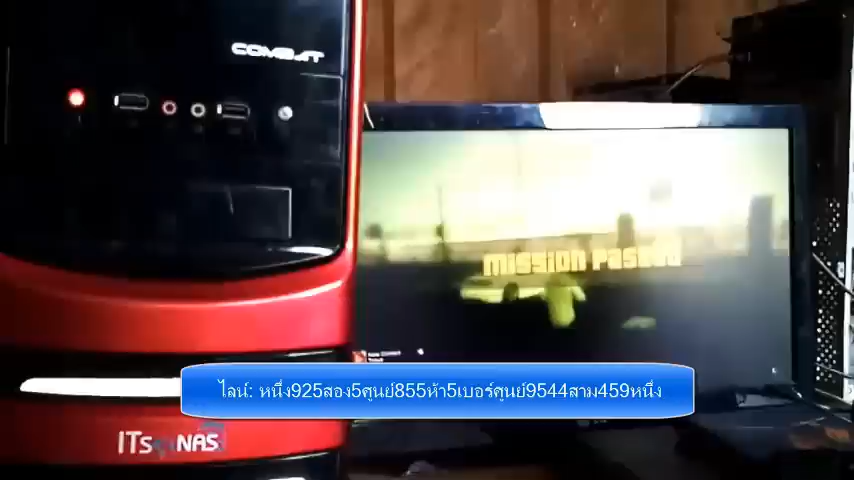 COMBAT
mission passed
ไลน์: หนึ่ง925สอง5ศูนย์855ห้า5เบอร์ศูนย์9544สาม459หนึ่ง
ITSONAS